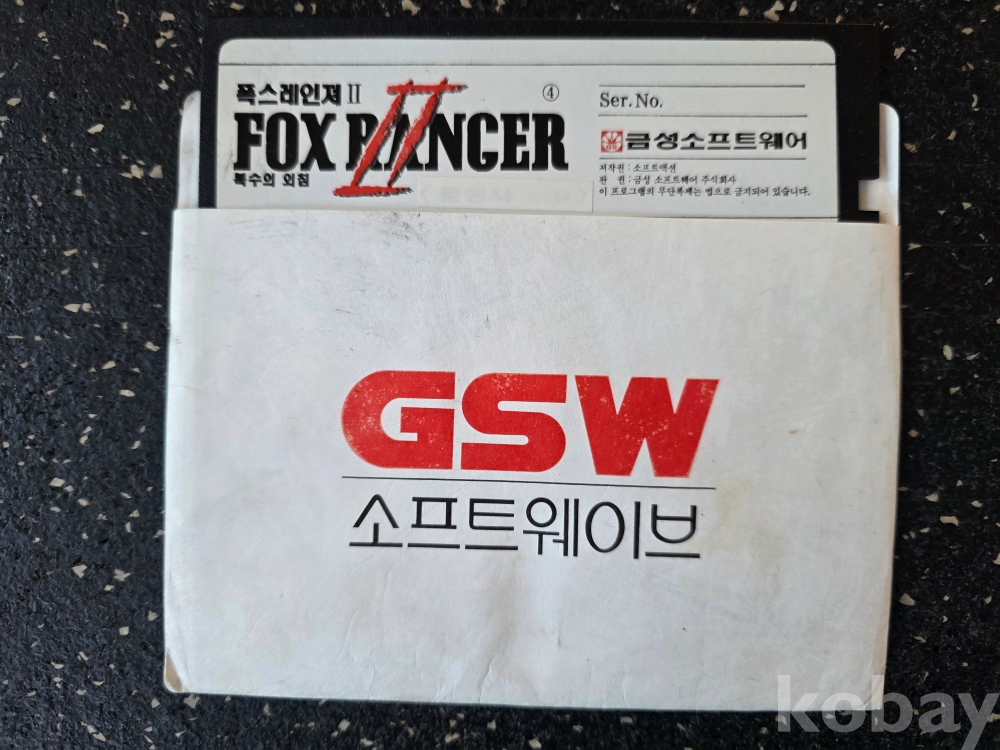 폭스레인저 II
④
FOX RANGER
II
복수의 외침
Ser. No.
금성소프트웨어
저작권 : 소프트액션
판 권 : 금성 소프트웨어 주식회사
이 프로그램의 무단복제는 법으로 금지되어 있습니다.
GSW
소프트웨이브
kobay